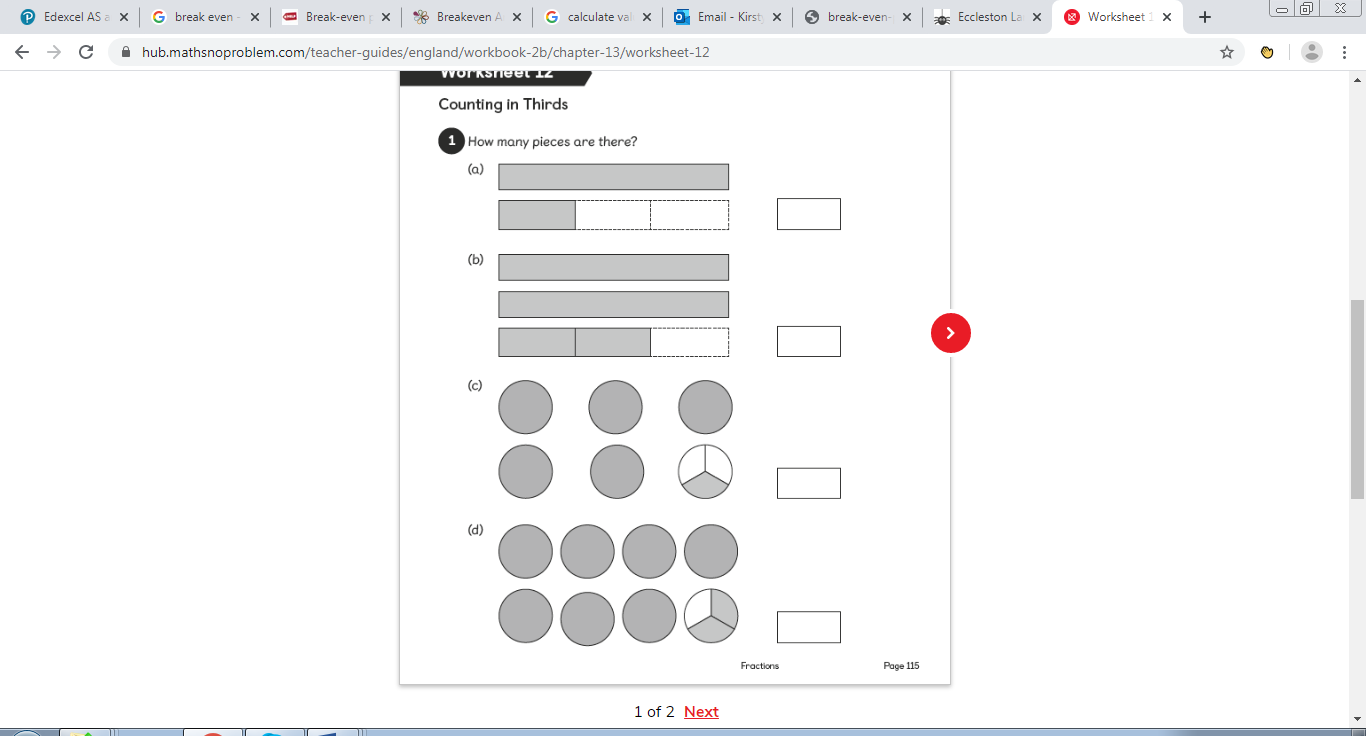 Edexcel AS a
break even -
Break-even p
Breakeven A
calculate val
Email - Kirsty
break-even-
Eccleston La
Worksheet 1
hub.mathsnoproblem.com/teacher-guides/england/workbook-2b/chapter-13/worksheet-12
Worksheet 12
Counting in Thirds
1 How many pieces are there?
(a)
(b)
(c)
(d)
Fractions Page 115
1 of 2 Next